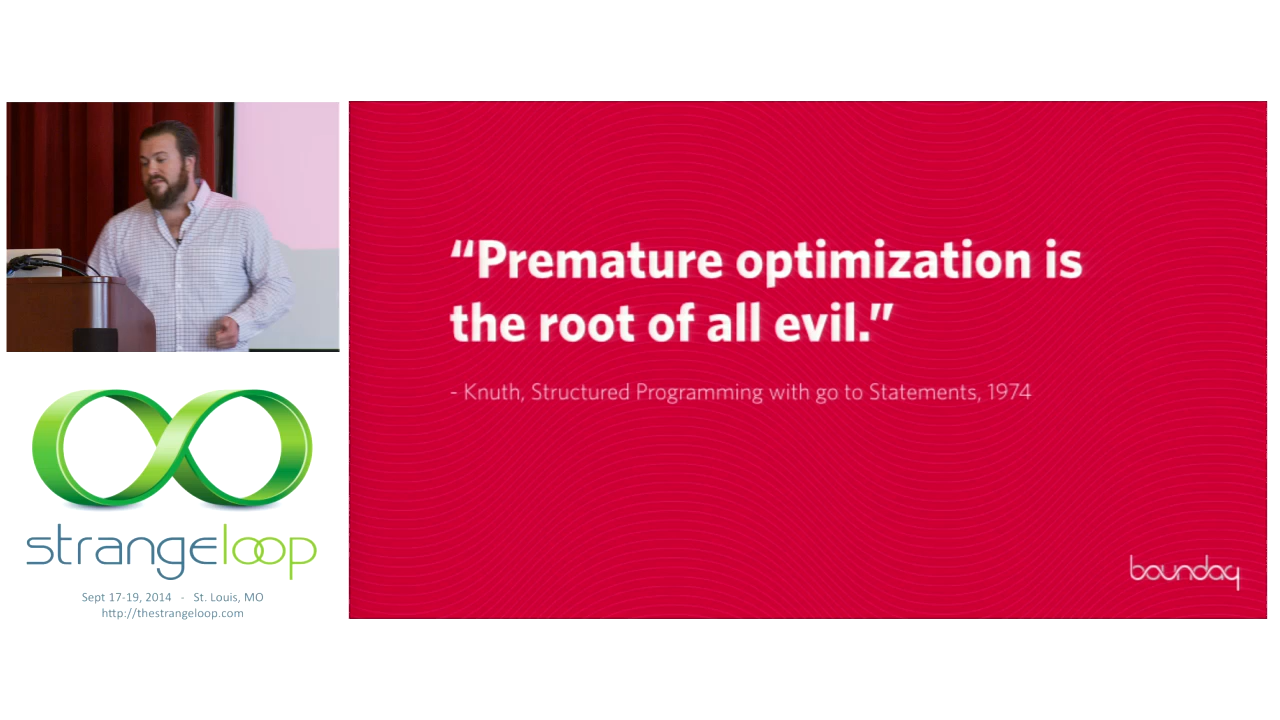 “Premature optimization is
the root of all evil.”
- Knuth, Structured Programming with go to Statements, 1974
boundary
strangeloop
Sept 17-19, 2014 - St. Louis, MO
http://thestrangeloop.com